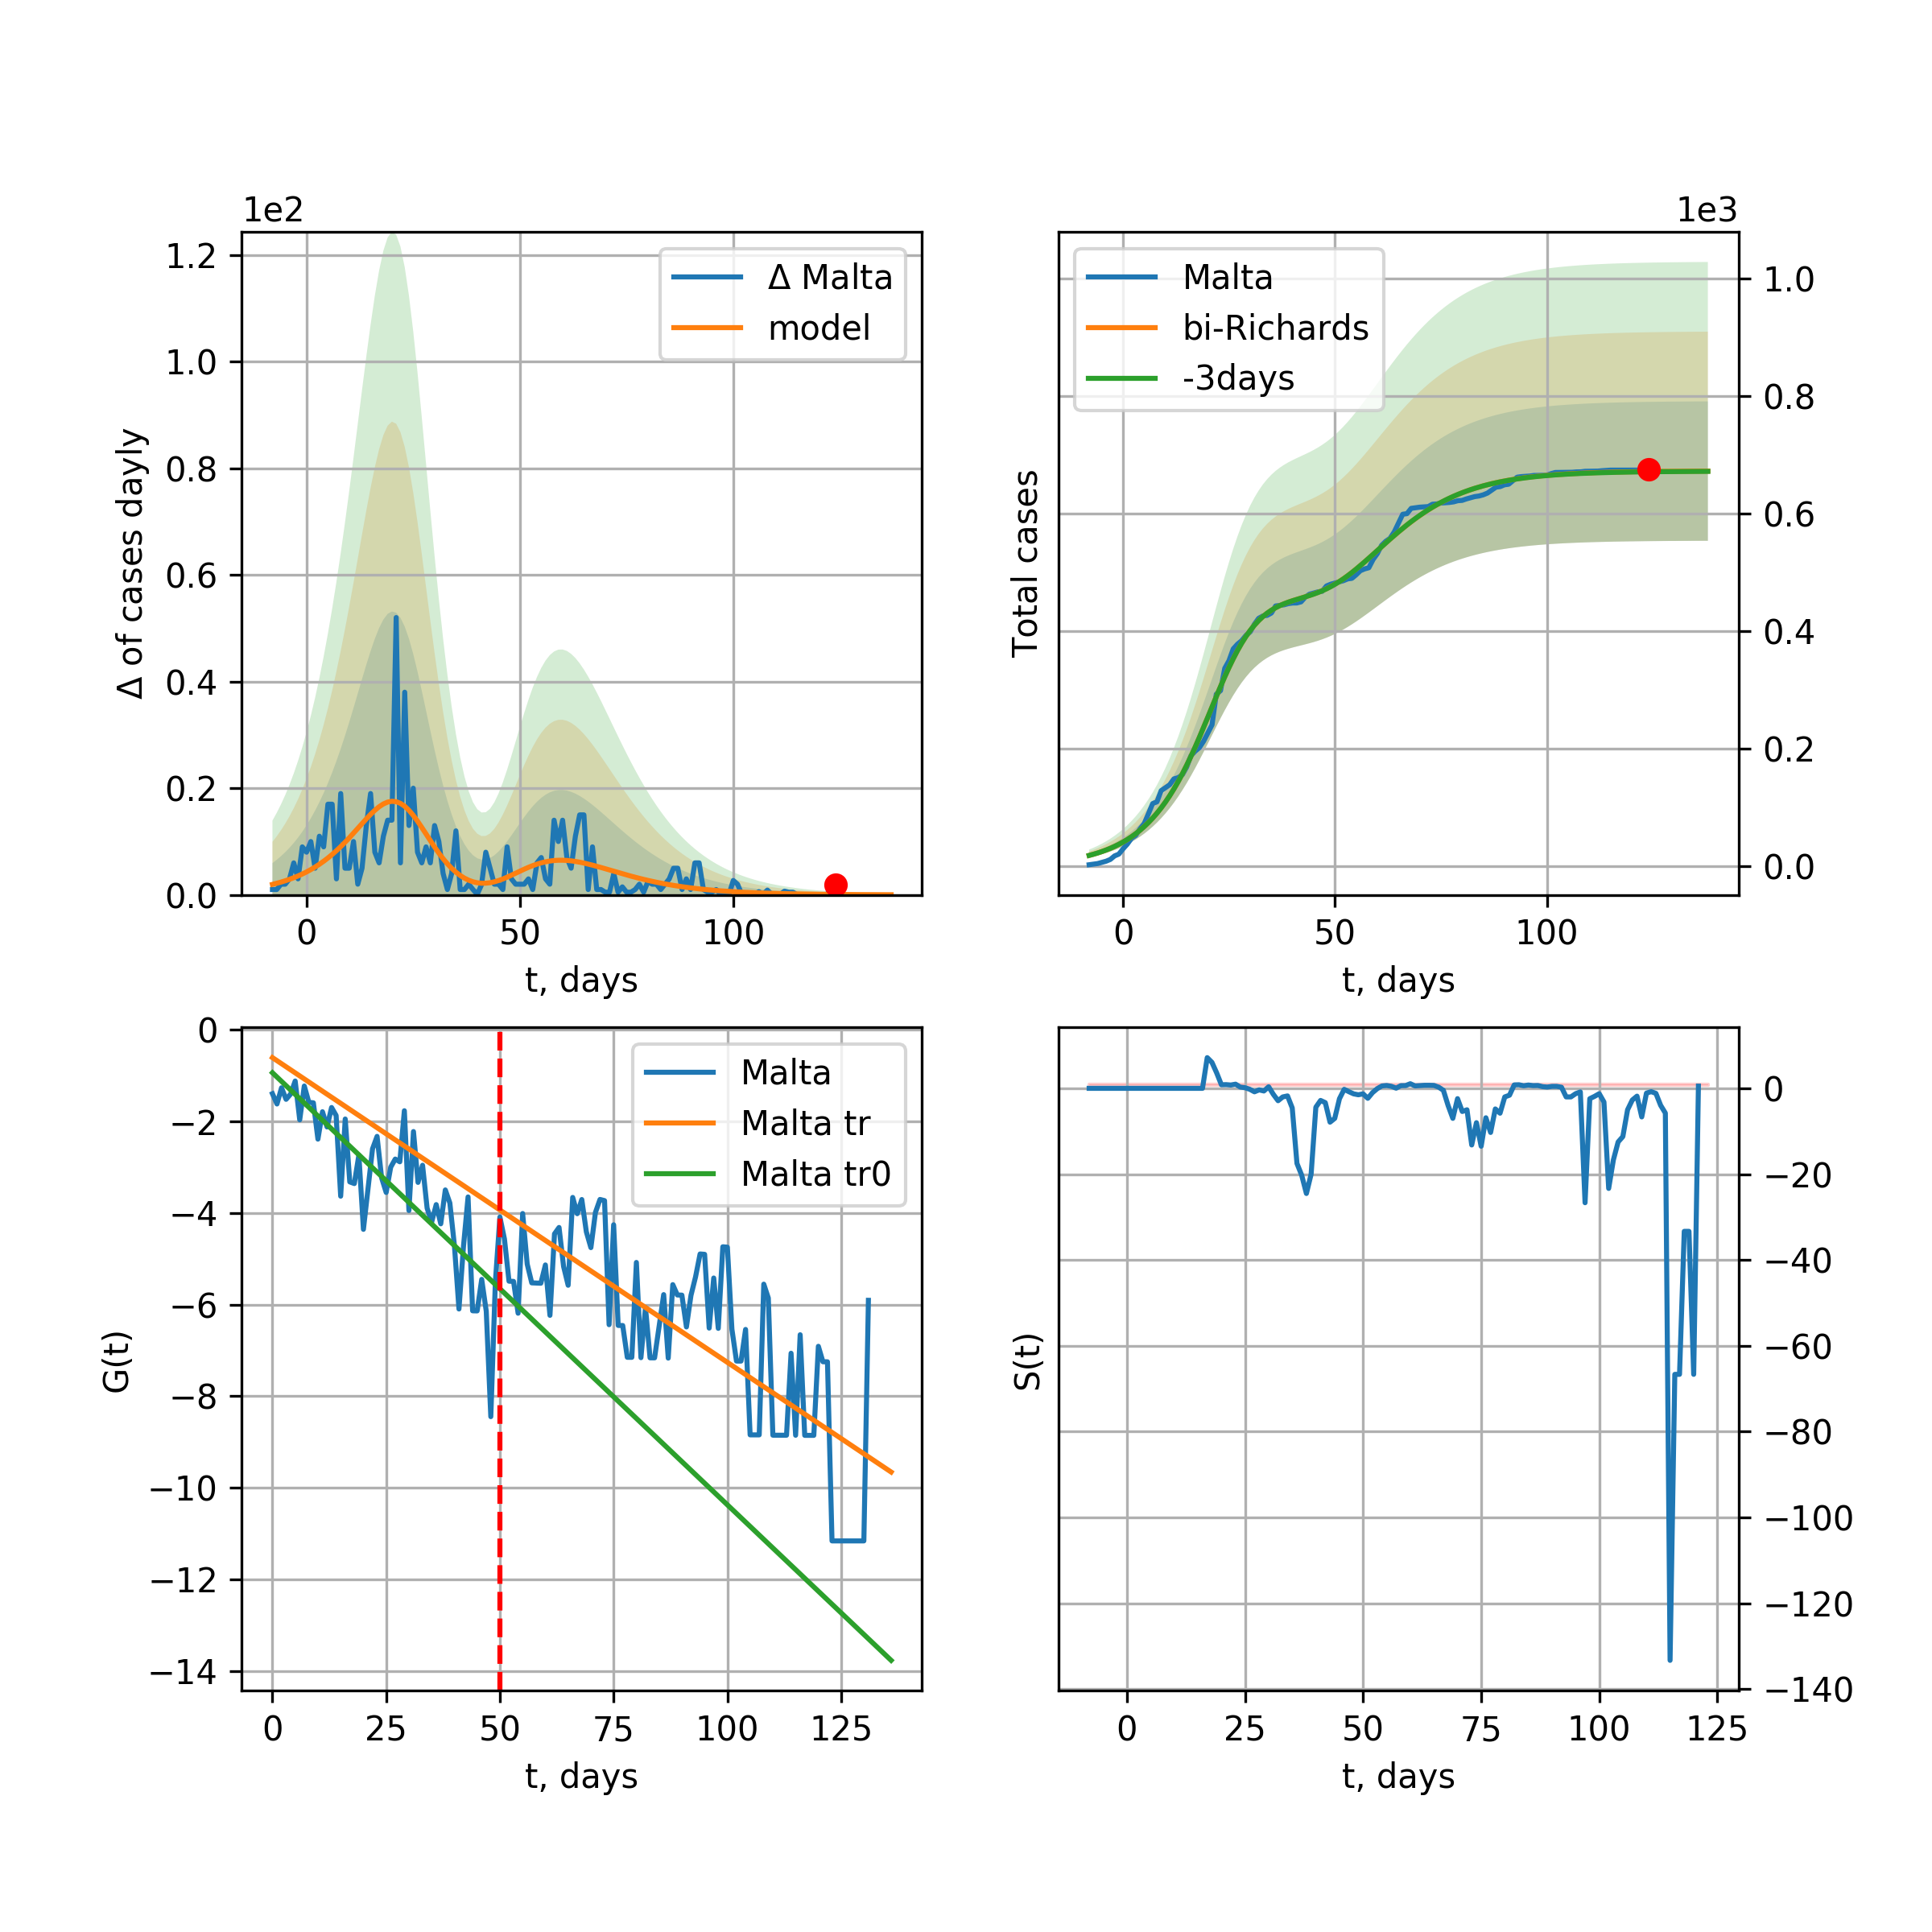 1e2
1.2
1.0
0.8
0.6
0.4
0.2
0.0
Δ of cases dayly
Δ Malta
model
0 50 100
t, days
1e3
Malta
bi-Richards
-3days
Total cases
1.0
0.8
0.6
0.4
0.2
0.0
0 50 100
t, days
0
−2
−4
−6
−8
−10
−12
−14
G(t)
Malta
Malta tr
Malta tr0
0 25 50 75 100 125
t, days
S(t)
0
−20
−40
−60
−80
−100
−120
−140
0 25 50 75 100 125
t, days